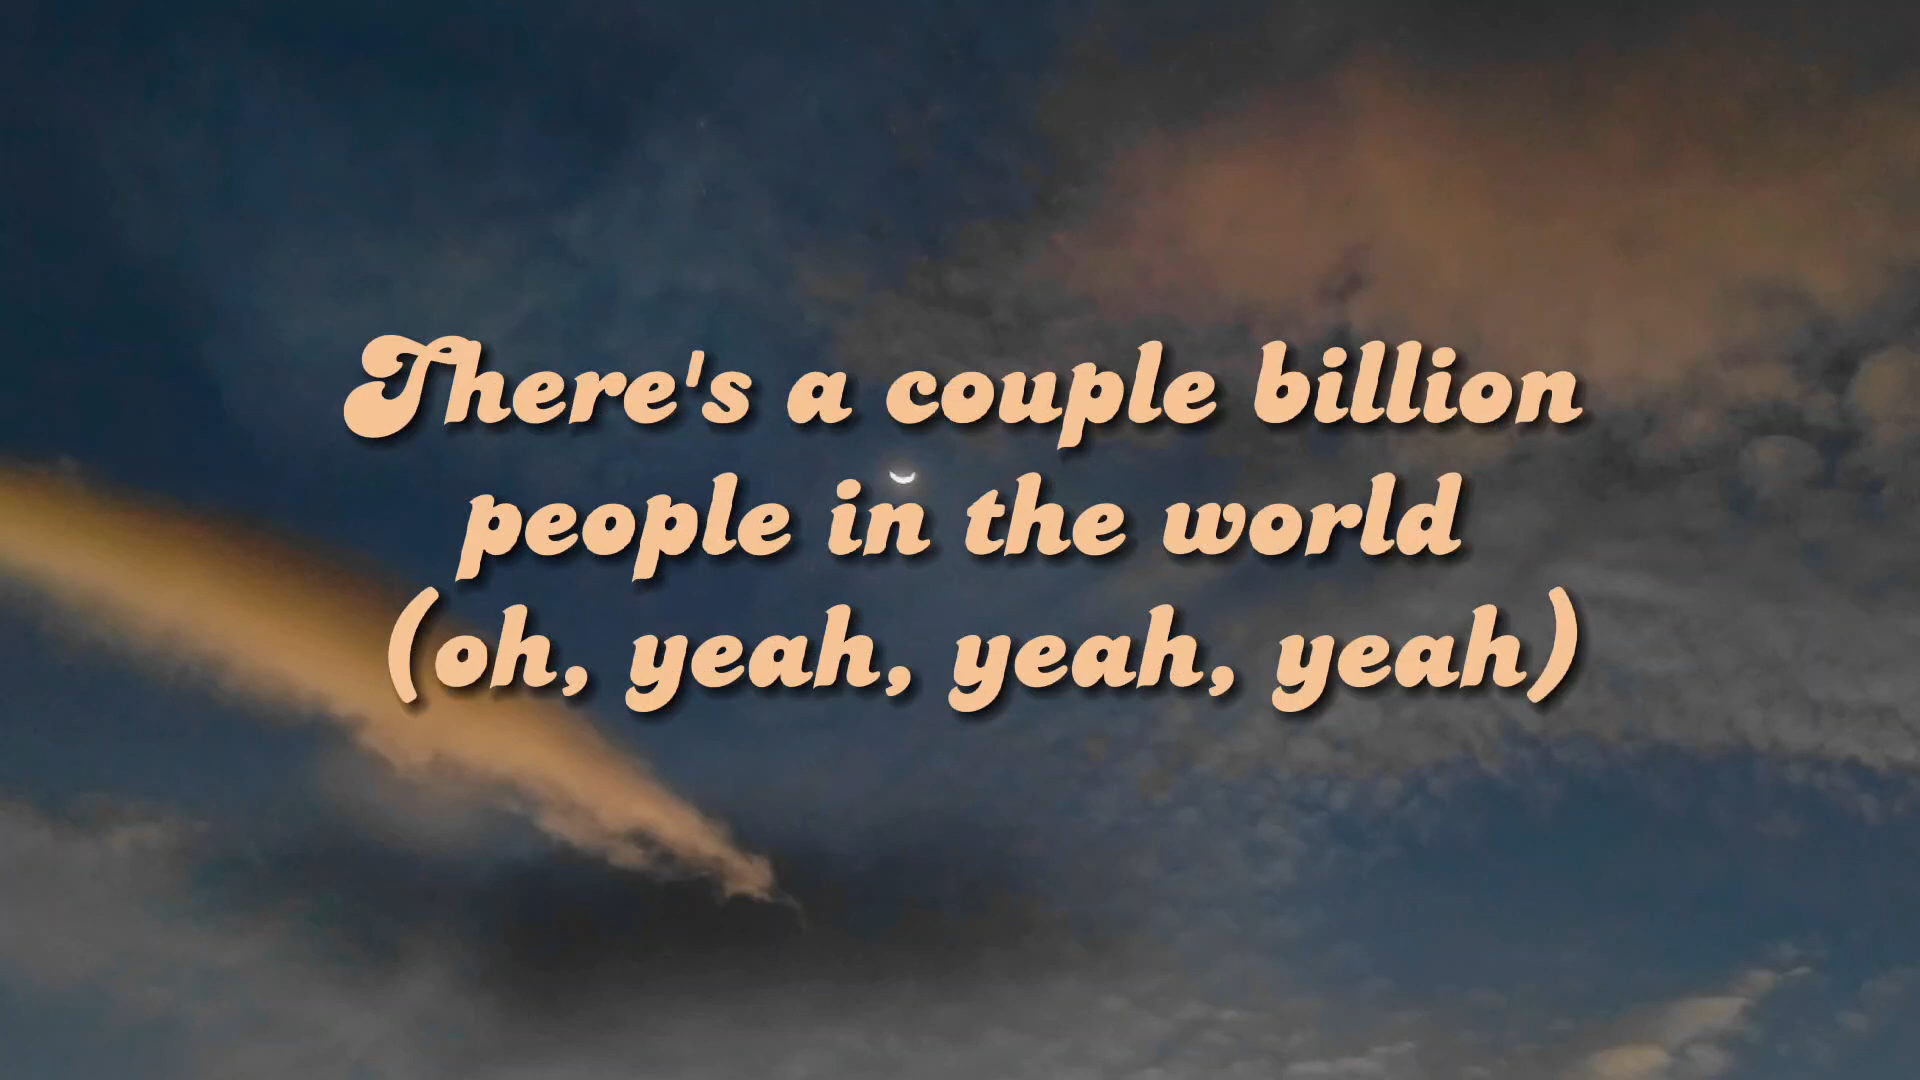 There's a couple billion
people in the world
(oh, yeah, yeah, yeah)